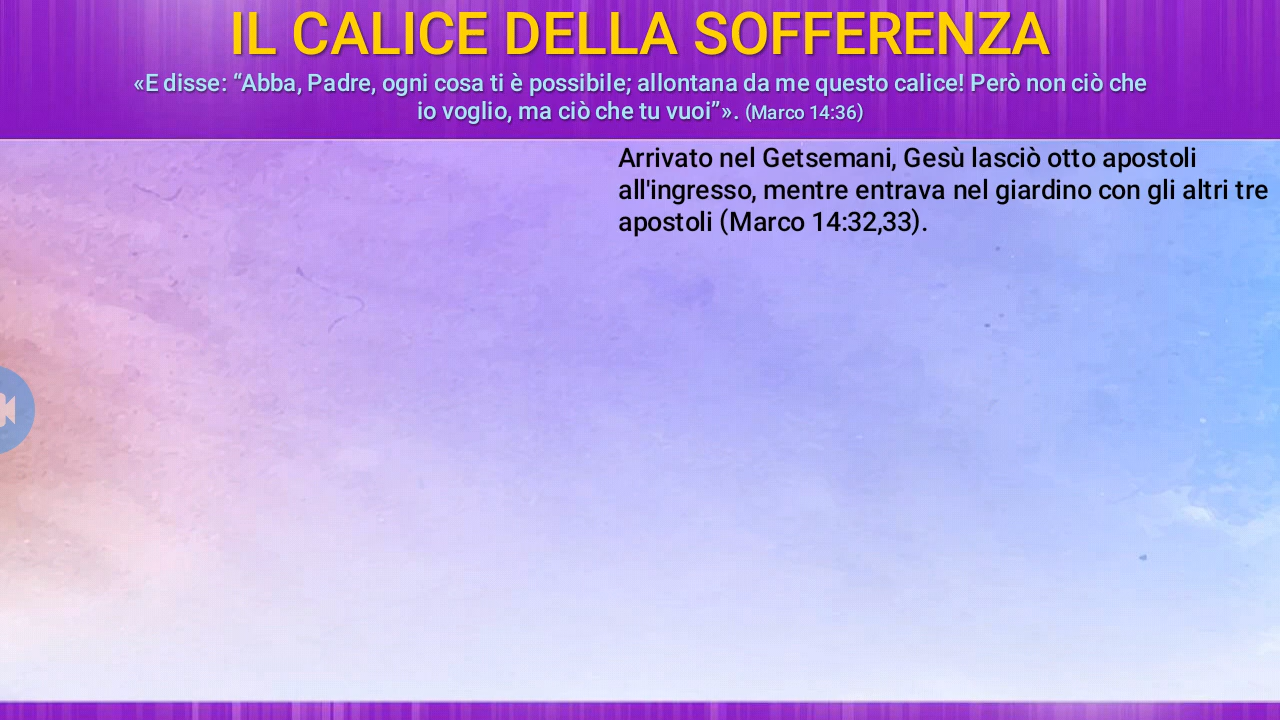 IL CALICE DELLA SOFFERENZA
«E disse: “Abba, Padre, ogni cosa ti è possibile; allontana da me questo calice! Però non ciò che
io voglio, ma ciò che tu vuoi”». (Marco 14:36)
Arrivato nel Getsemani, Gesù lasciò otto apostoli
all'ingresso, mentre entrava nel giardino con gli altri tre
apostoli (Marco 14:32,33).